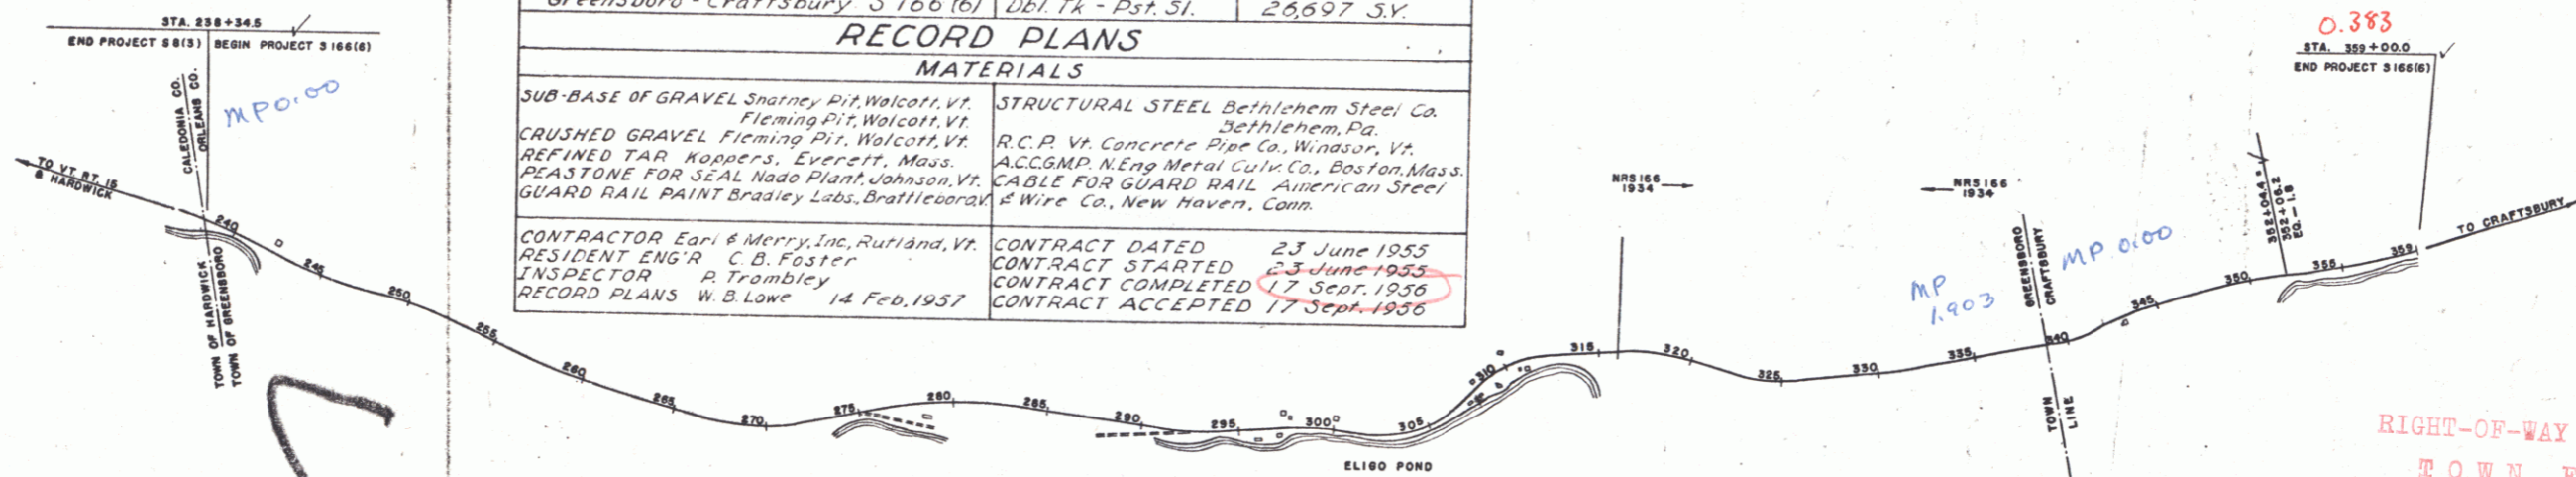 STA. 238+34.5
END PROJECT S 8(3) BEGIN PROJECT S 166(6)
CALEDONIA CO.
ORLEANS CO.
MP 0.00
TO VT RT. 15
& HARDWICK
TOWN OF HARDWICK
TOWN OF GREENSBORO
Greensboro - Craftsbury S 166 (6) Dbl. Tk - Pst. Sl. 26,697 S.Y.
RECORD PLANS
MATERIALS
SUB-BASE OF GRAVEL Shatney Pit, Wolcott, Vt.
Fleming Pit, Wolcott, Vt.
CRUSHED GRAVEL Fleming Pit, Wolcott, Vt.
REFINED TAR Koppers, Everett, Mass.
PEASTONE FOR SEAL Nado Plant, Johnson, Vt.
GUARD RAIL PAINT Bradley Labs., Brattleboro, V.
STRUCTURAL STEEL Bethlehem Steel Co.
Bethlehem, Pa.
R.C.P. Vt. Concrete Pipe Co., Windsor, Vt.
A.C.C.G.M.P. N.Eng Metal Culv. Co., Boston, Mass.
CABLE FOR GUARD RAIL American Steel
& Wire Co., New Haven, Conn.
CONTRACTOR Earl & Merry, Inc, Rutland, Vt.
RESIDENT ENG'R C. B. Foster
INSPECTOR P. Trombley
RECORD PLANS W. B. Lowe 14 Feb, 1957
CONTRACT DATED 23 June 1955
CONTRACT STARTED 23 June 1955
CONTRACT COMPLETED 17 Sept. 1956
CONTRACT ACCEPTED 17 Sept. 1956
240
245
250
255
260
265
270
275
280
285
290
295
300
305
310
315
320
325
330
335
340
345
350
355
359
ELIGO POND
NRS 166
1934
NRS 166
1934
MP
1.903
GREENSBORO
CRAFTSBURY
TOWN
LINE
MP 0.00
352+04.4 =
352+06.2
EQ. - 1.8
0.383
STA. 359+00.0
END PROJECT S 166(6)
TO CRAFTSBURY
RIGHT-OF-WAY
TOWN